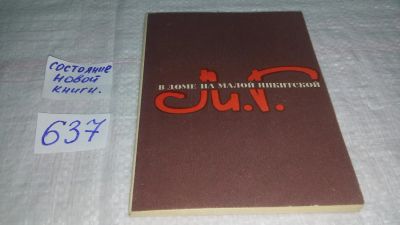 состояние
новой
книги.
637
В ДОМЕ НА МАЛОЙ НИКИТСКОЙ
М.Г.